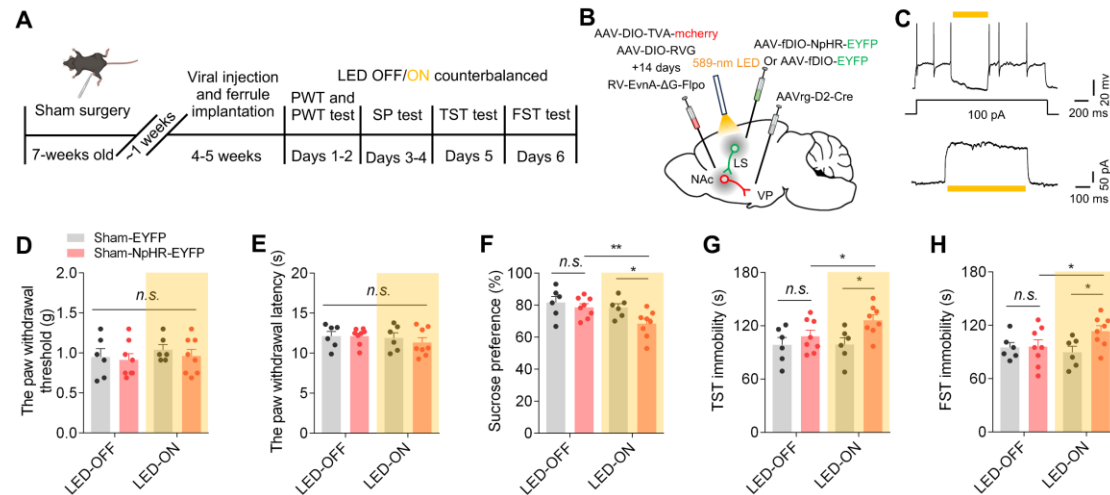 A
Sham surgery
7-weeks old
~1 weeks
Viral injection
and ferrule
implantation
4-5 weeks
LED OFF/ON counterbalanced
PWT and
PWT test
Days 1-2
SP test
Days 3-4
TST test
Days 5
FST test
Days 6
B
AAV-DIO-TVA-mcherry
AAV-DIO-RVG
+14 days
RV-EnvA-ΔG-Flpo
589-nm LED
AAV-fDIO-NpHR-EYFP
Or AAV-fDIO-EYFP
AAVrg-D2-Cre
LS
NAc
VP
C
20 mv
200 ms
100 pA
50 pA
100 ms
D
Sham-EYFP
Sham-NpHR-EYFP
The paw withdrawal
threshold (g)
2.0
1.5
1.0
0.5
0.0
n.s.
LED-OFF
LED-ON
E
The paw withdrawal latency (s)
20
15
10
5
0
n.s.
LED-OFF
LED-ON
F
Sucrose preference (%)
100
80
60
40
20
0
n.s.
**
*
LED-OFF
LED-ON
G
TST immobility (s)
180
120
60
0
n.s.
*
*
LED-OFF
LED-ON
H
FST immobility (s)
180
120
60
0
n.s.
*
*
LED-OFF
LED-ON